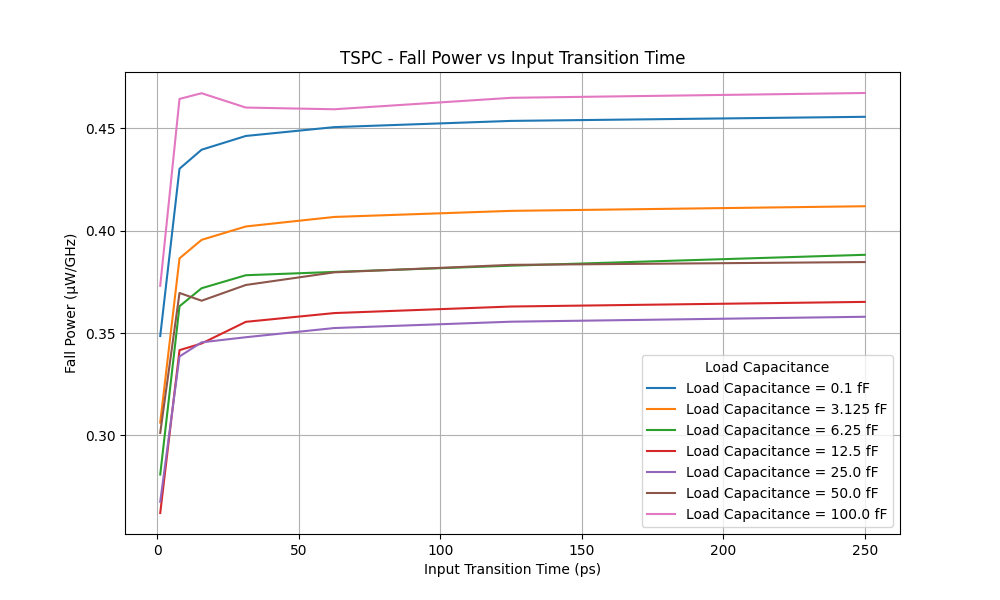 TSPC - Fall Power vs Input Transition Time
Fall Power (μW/GHz)
0.45
0.40
0.35
0.30
0
50
100
150
200
250
Input Transition Time (ps)
Load Capacitance
Load Capacitance = 0.1 fF
Load Capacitance = 3.125 fF
Load Capacitance = 6.25 fF
Load Capacitance = 12.5 fF
Load Capacitance = 25.0 fF
Load Capacitance = 50.0 fF
Load Capacitance = 100.0 fF